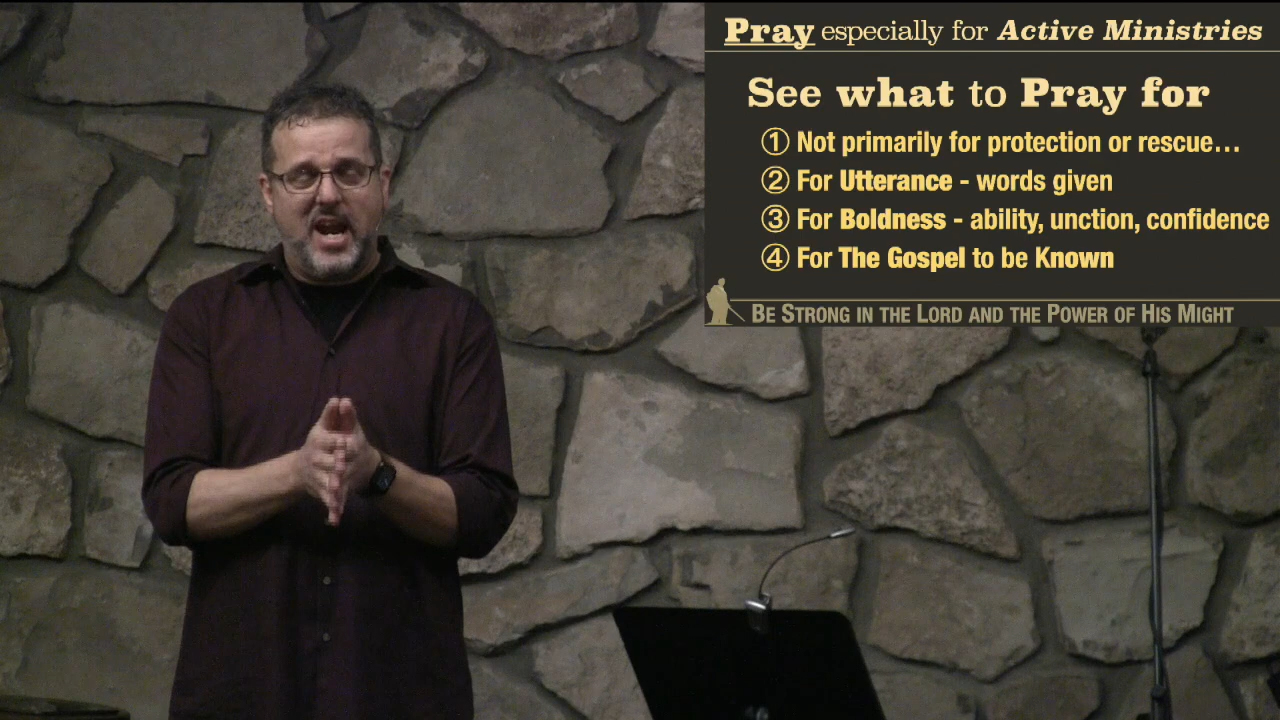 Pray especially for Active Ministries
See what to Pray for
① Not primarily for protection or rescue…
② For Utterance - words given
③ For Boldness - ability, unction, confidence
④ For The Gospel to be Known
Be Strong in the Lord and the Power of His Might